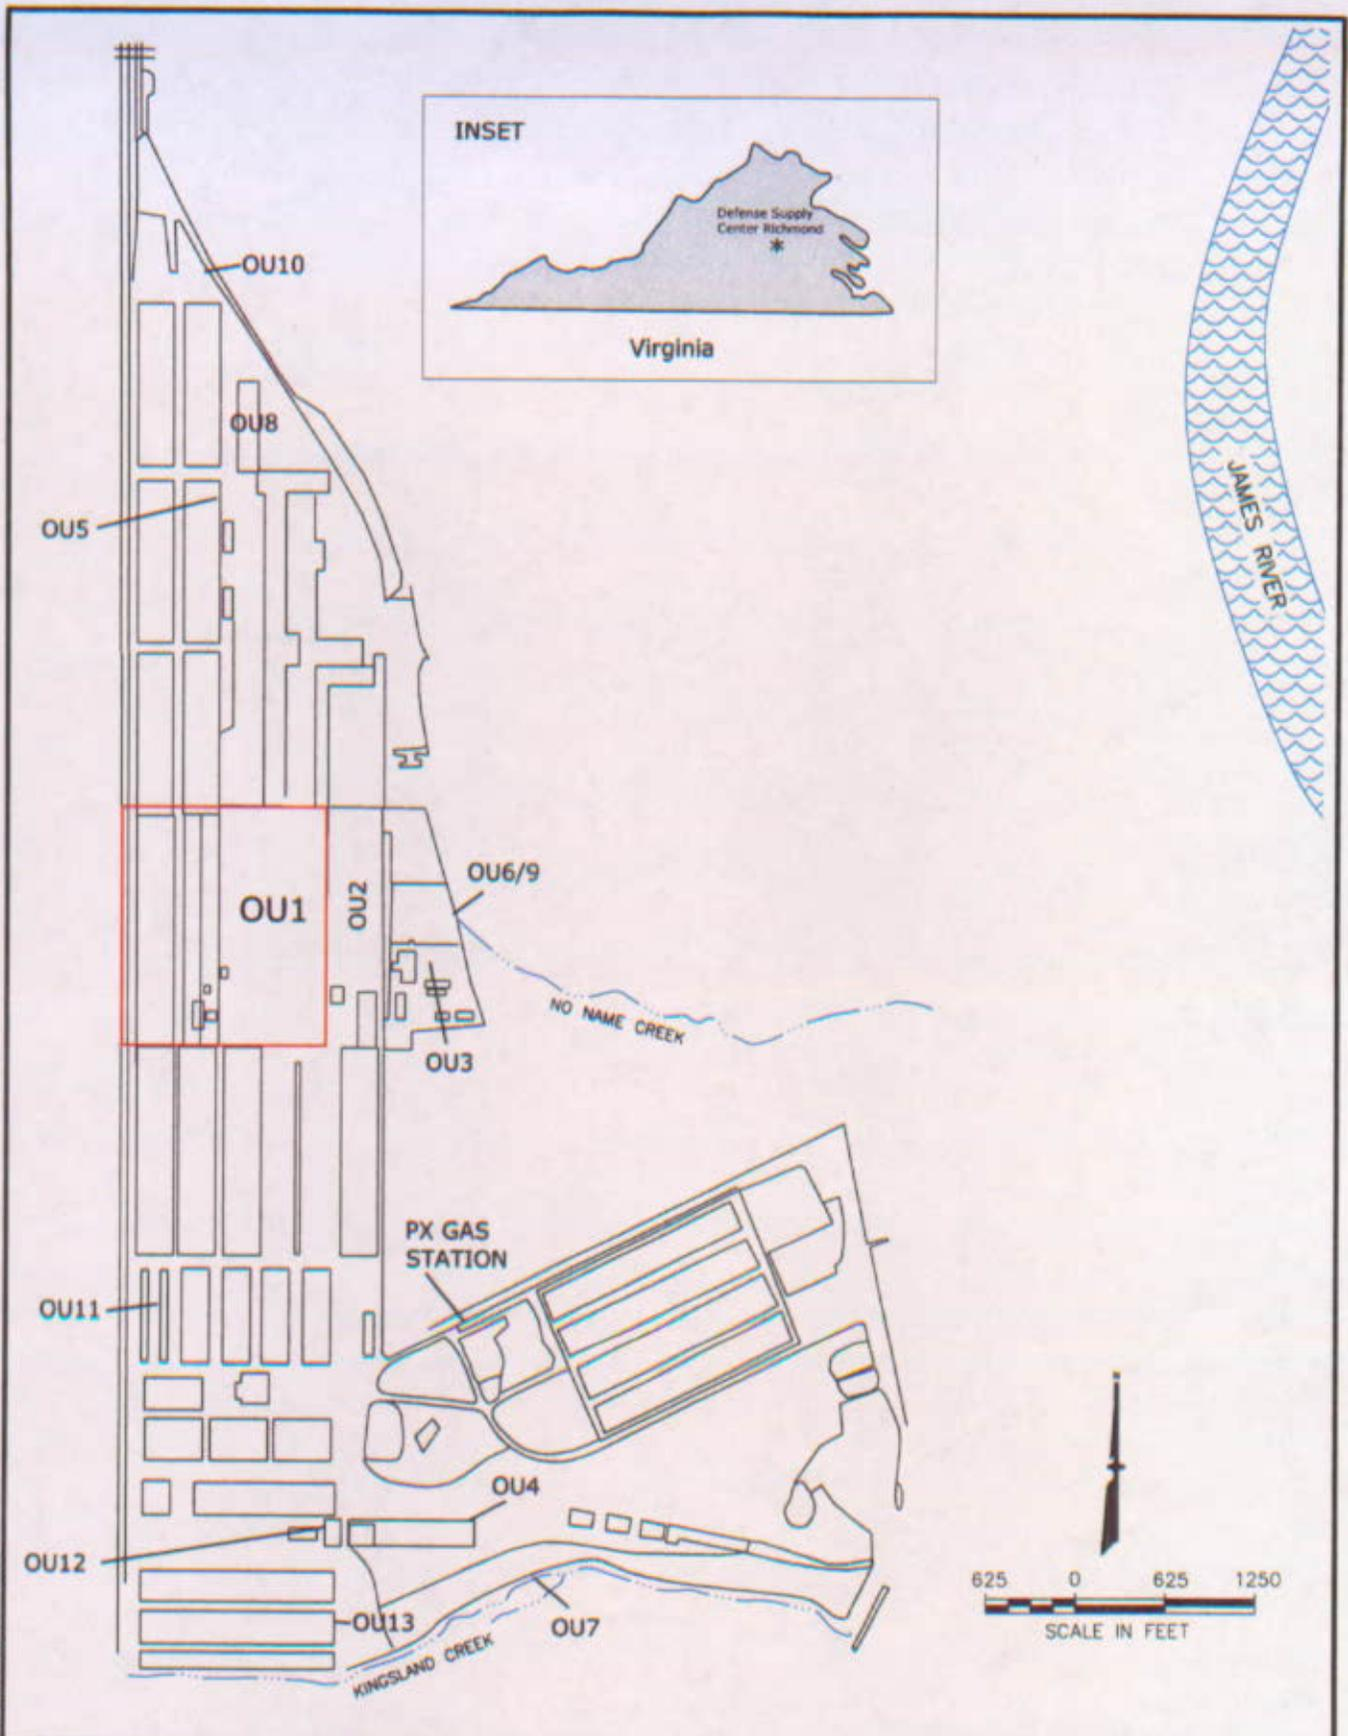 INSET
Defense Supply
Center Richmond
*
Virginia
OU10
OU8
OU5
JAMES RIVER
OU6/9
OU1
OU2
NO NAME CREEK
OU3
PX GAS
STATION
OU11
OU4
OU12
OU13
OU7
KINGSLAND CREEK
625 0 625 1250
SCALE IN FEET